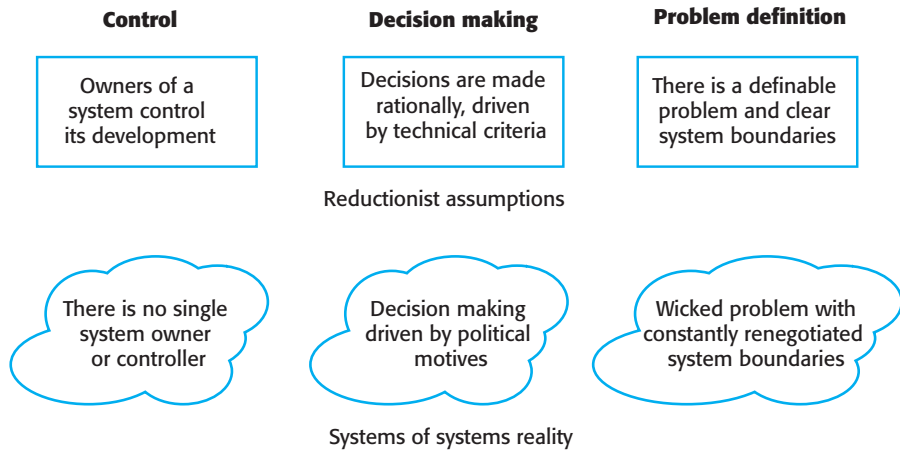 Control
Decision making
Problem definition
Owners of a
system control
its development
Decisions are made
rationally, driven
by technical criteria
There is a definable
problem and clear
system boundaries
Reductionist assumptions
There is no single
system owner
or controller
Decision making
driven by political
motives
Wicked problem with
constantly renegotiated
system boundaries
Systems of systems reality